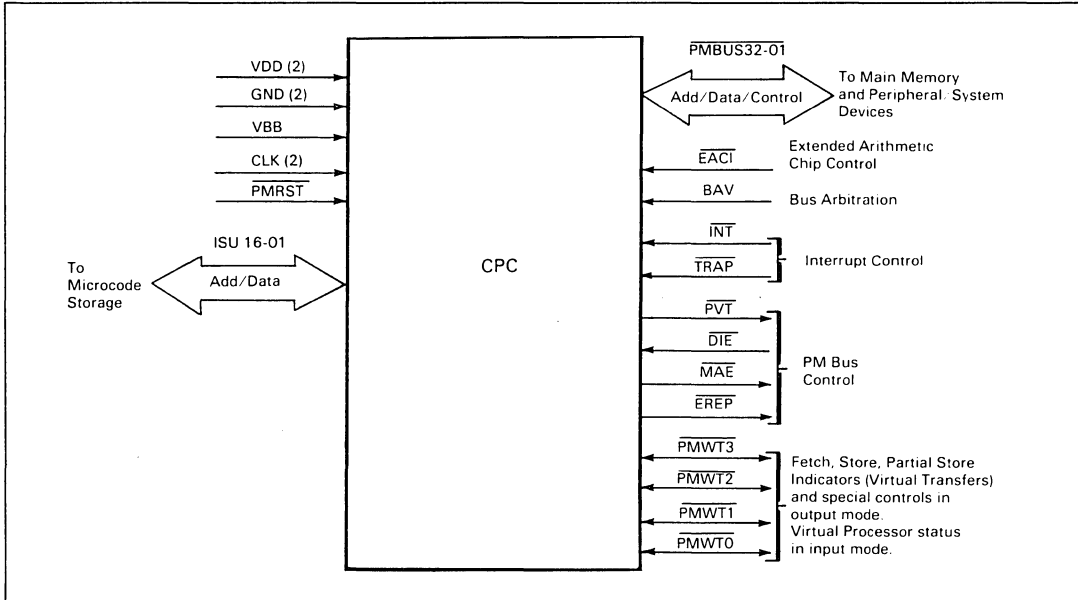 VDD (2)
GND (2)
VBB
CLK (2)
PMRST
ISU 16-01
To
Microcode
Storage
Add/Data
CPC
PMBUS32-01
Add/Data/Control
To Main Memory
and Peripheral System
Devices
EACI
Extended Arithmetic
Chip Control
BAV
Bus Arbitration
INT
TRAP
Interrupt Control
PVT
DIE
MAE
EREP
PM Bus
Control
PMWT3
PMWT2
PMWT1
PMWT0
Fetch, Store, Partial Store
Indicators (Virtual Transfers)
and special controls in
output mode.
Virtual Processor status
in input mode.